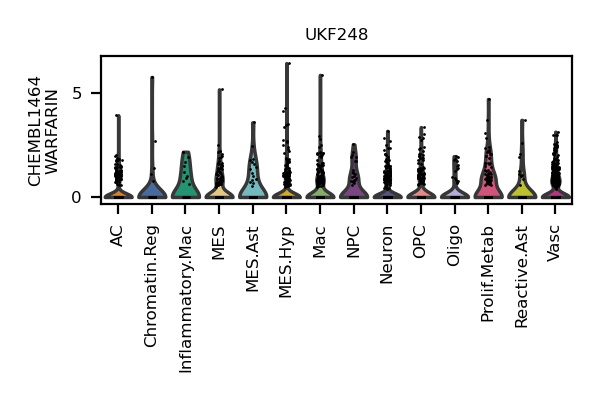 UKF248
CHEMBL1464
WARFARIN
5
0
AC
Chromatin.Reg
Inflammatory.Mac
MES
MES.Ast
MES.Hyp
Mac
NPC
Neuron
OPC
Oligo
Prolif.Metab
Reactive.Ast
Vasc